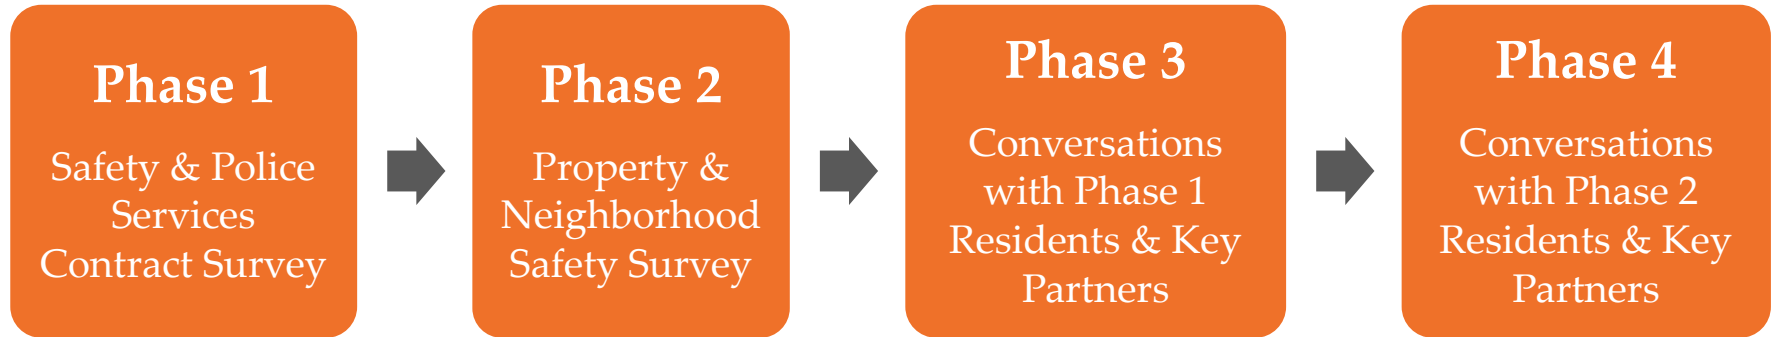 Phase 1
Safety & Police
Services
Contract Survey
Phase 2
Property &
Neighborhood
Safety Survey
Phase 3
Conversations
with Phase 1
Residents & Key
Partners
Phase 4
Conversations
with Phase 2
Residents & Key
Partners